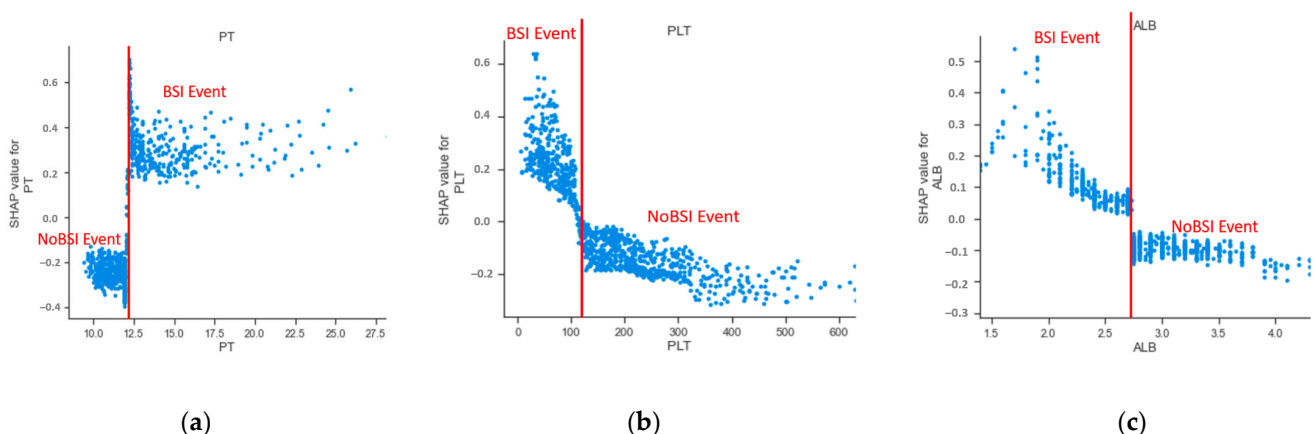 PT
BSI Event
NoBSI Event
SHAP value for
PT
0.6
0.4
0.2
0.0
−0.2
−0.4
10.0 12.5 15.0 17.5 20.0 22.5 25.0 27.5
PT
(a)
BSI Event
PLT
NoBSI Event
SHAP value for
PLT
0.6
0.4
0.2
0.0
−0.2
0 100 200 300 400 500 600
PLT
(b)
BSI Event
ALB
NoBSI Event
SHAP value for
ALB
0.5
0.4
0.3
0.2
0.1
0.0
−0.1
−0.2
−0.3
1.5 2.0 2.5 3.0 3.5 4.0
ALB
(c)